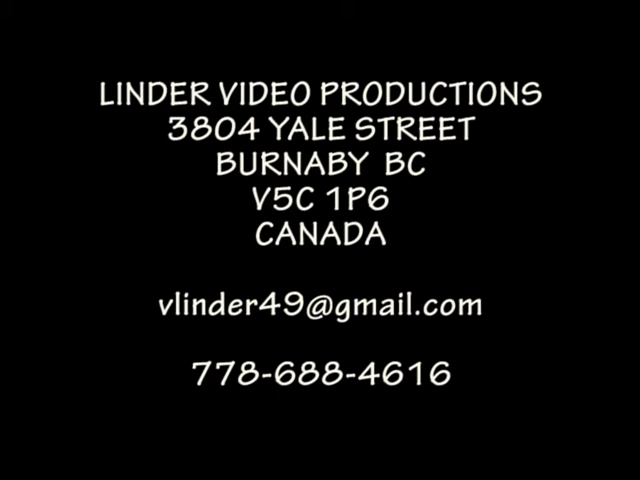 LINDER VIDEO PRODUCTIONS
3804 YALE STREET
BURNABY BC
V5C 1P6
CANADA
vlinder49@gmail.com
778-688-4616